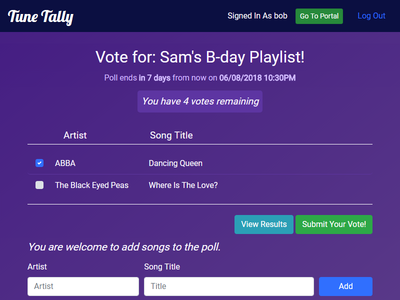 Tune Tally
Signed In As bob
Go To Portal
Log Out
Vote for: Sam's B-day Playlist!
Poll ends in 7 days from now on 06/08/2018 10:30PM
You have 4 votes remaining
Artist Song Title
ABBA Dancing Queen
The Black Eyed Peas Where Is The Love?
View Results
Submit Your Vote!
You are welcome to add songs to the poll.
Artist Song Title
Artist Title Add